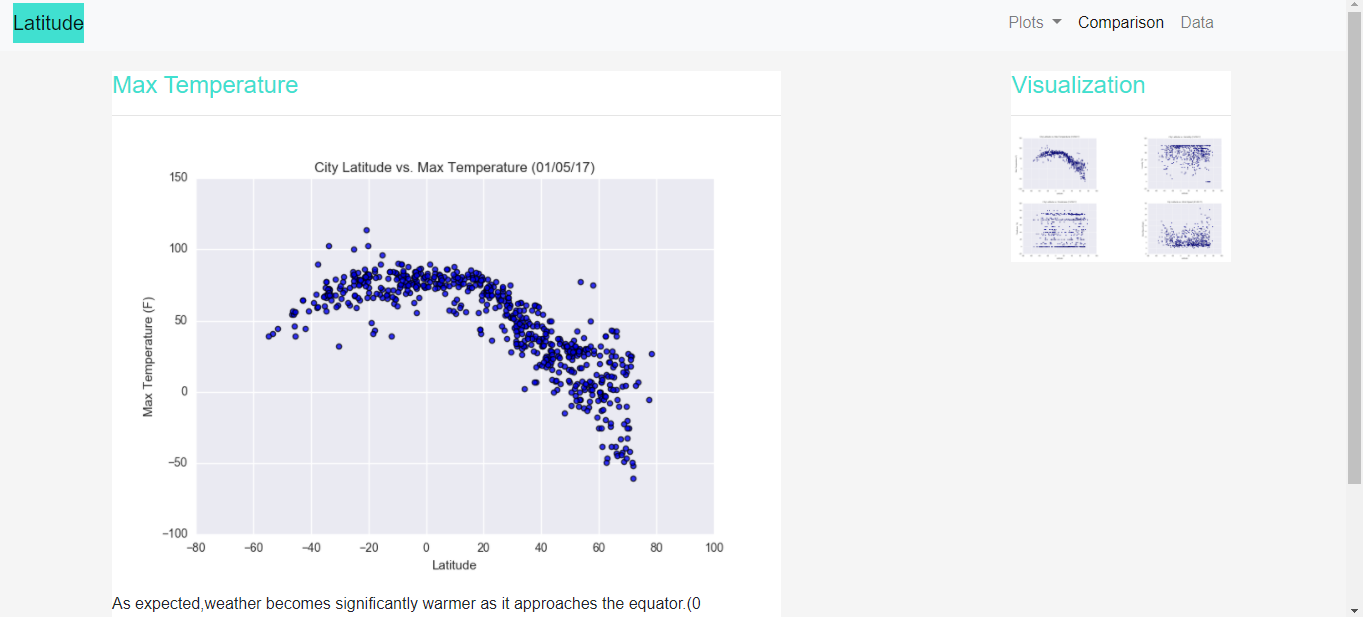 Latitude
Plots
Comparison
Data
Max Temperature
City Latitude vs. Max Temperature (01/05/17)
150
100
50
0
−50
−100
Max Temperature (F)
−80 −60 −40 −20 0 20 40 60 80 100
Latitude
As expected,weather becomes significantly warmer as it approaches the equator.(0
Visualization